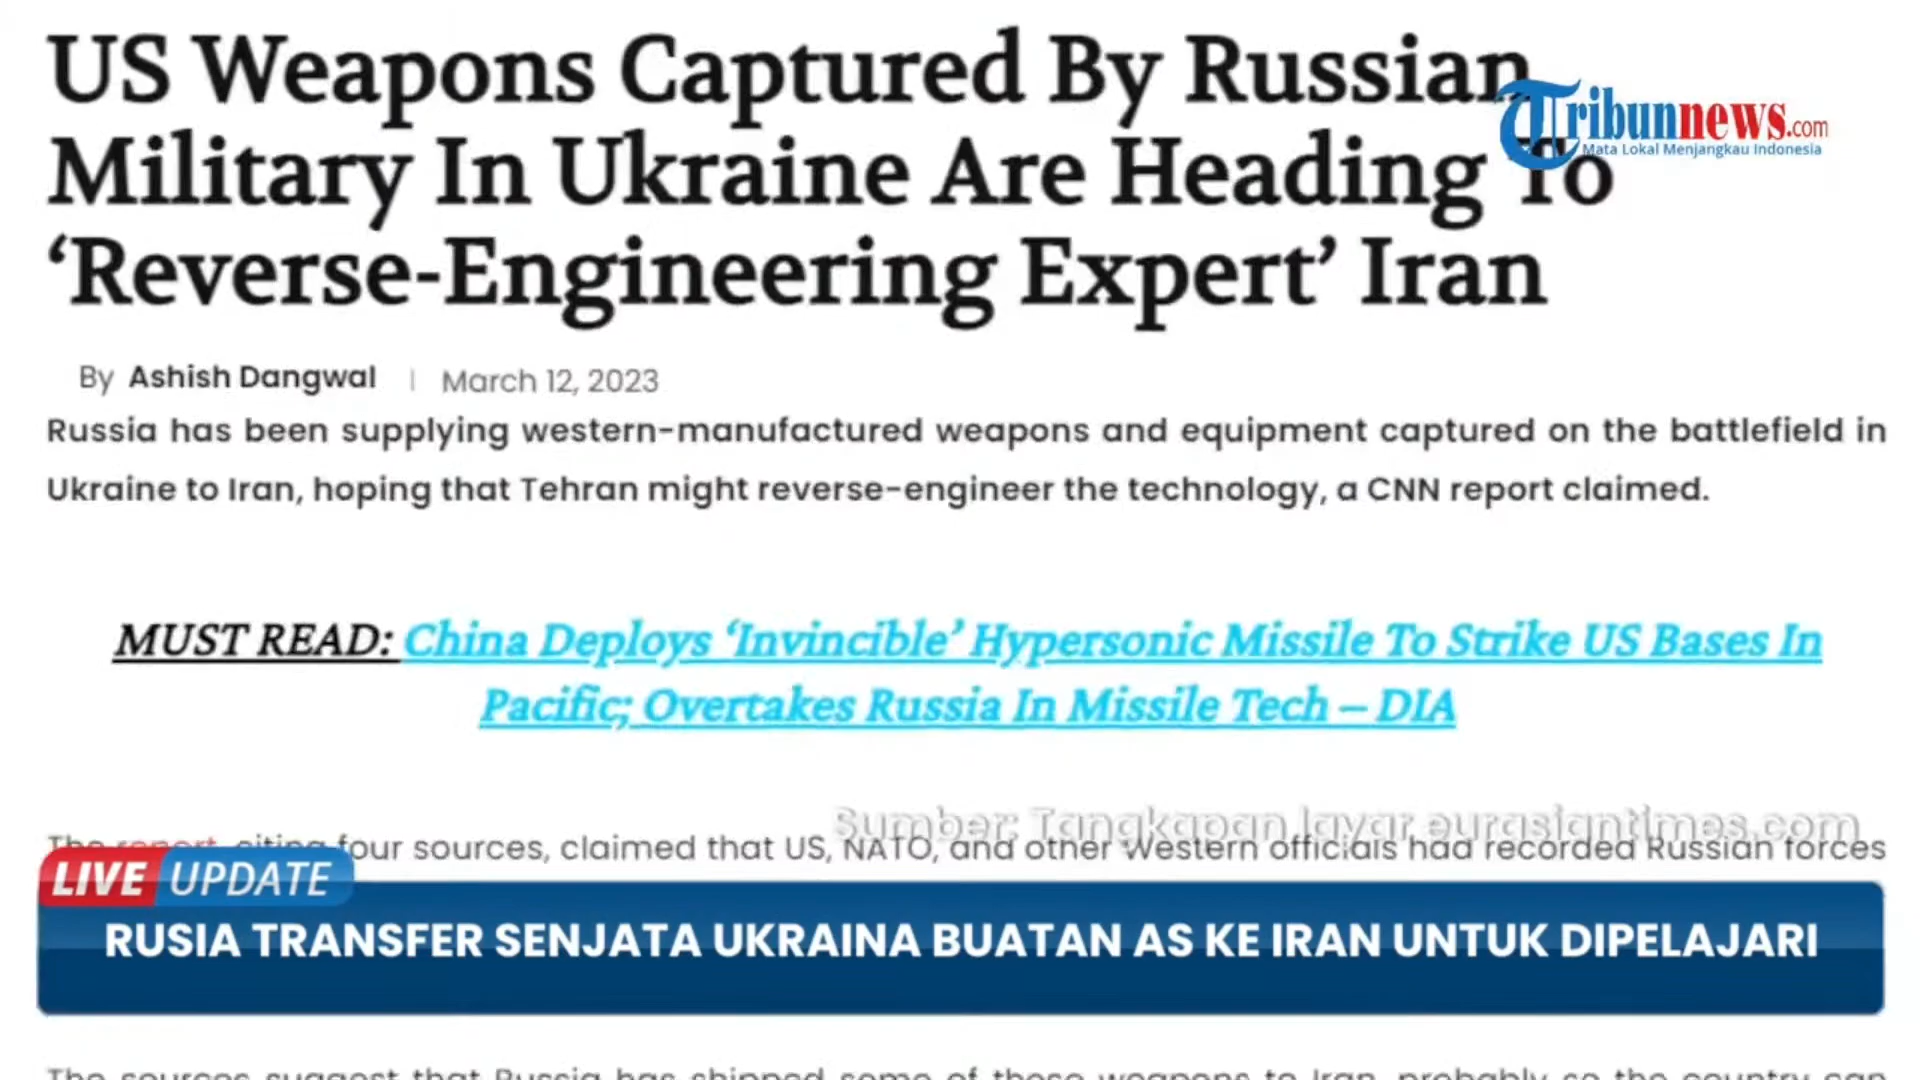 US Weapons Captured By Russian
Military In Ukraine Are Heading To
‘Reverse-Engineering Expert’ Iran
Tribunnews.com
Mata Lokal Menjangkau Indonesia
By Ashish Dangwal | March 12, 2023
Russia has been supplying western-manufactured weapons and equipment captured on the battlefield in
Ukraine to Iran, hoping that Tehran might reverse-engineer the technology, a CNN report claimed.
MUST READ: China Deploys ‘Invincible’ Hypersonic Missile To Strike US Bases In
Pacific; Overtakes Russia In Missile Tech – DIA
Sumber: Tangkapan layar eurasiantimes.com
The report, citing four sources, claimed that US, NATO, and other Western officials had recorded Russian forces
LIVE UPDATE
RUSIA TRANSFER SENJATA UKRAINA BUATAN AS KE IRAN UNTUK DIPELAJARI
The sources suggest that Russia has shipped some of these weapons to Iran, probably so the country can